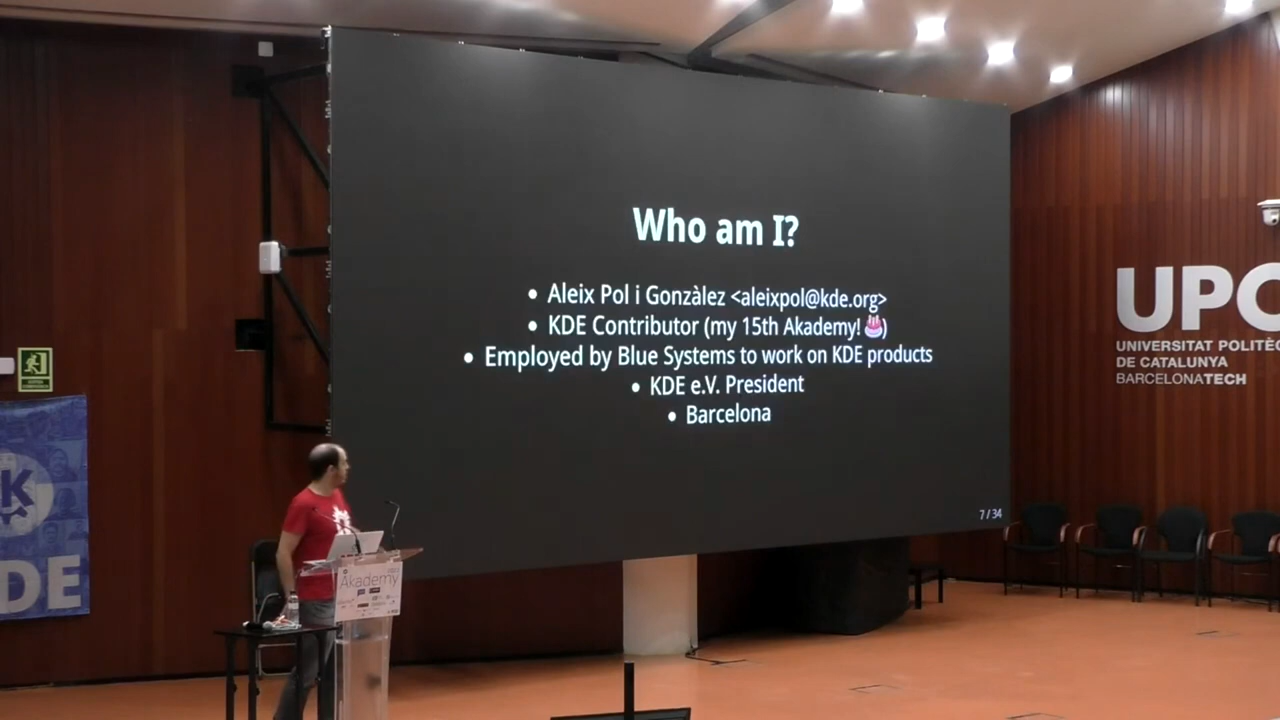 Who am I?
• Aleix Pol i Gonzàlez <aleixpol@kde.org>
• KDE Contributor (my 15th Akademy! 🎂)
• Employed by Blue Systems to work on KDE products
• KDE e.V. President
• Barcelona
7 / 34
UPC
UNIVERSITAT POLITÈC
DE CATALUNYA
BARCELONATECH
K
DE
Akademy